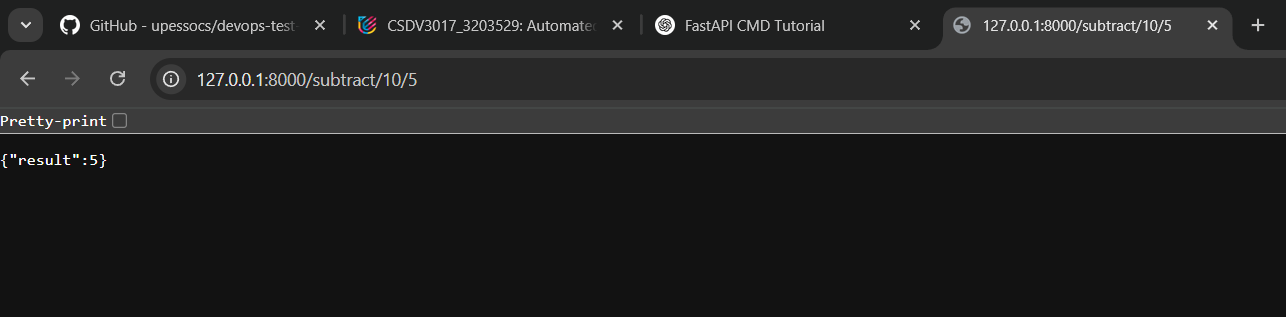 GitHub - upessocs/devops-test-
CSDV3017_3203529: Automated
FastAPI CMD Tutorial
127.0.0.1:8000/subtract/10/5
127.0.0.1:8000/subtract/10/5
Pretty-print
{"result":5}